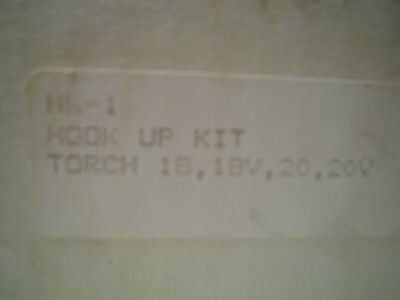 HK-1
HOOK UP KIT
TORCH 18,18V,20,20V